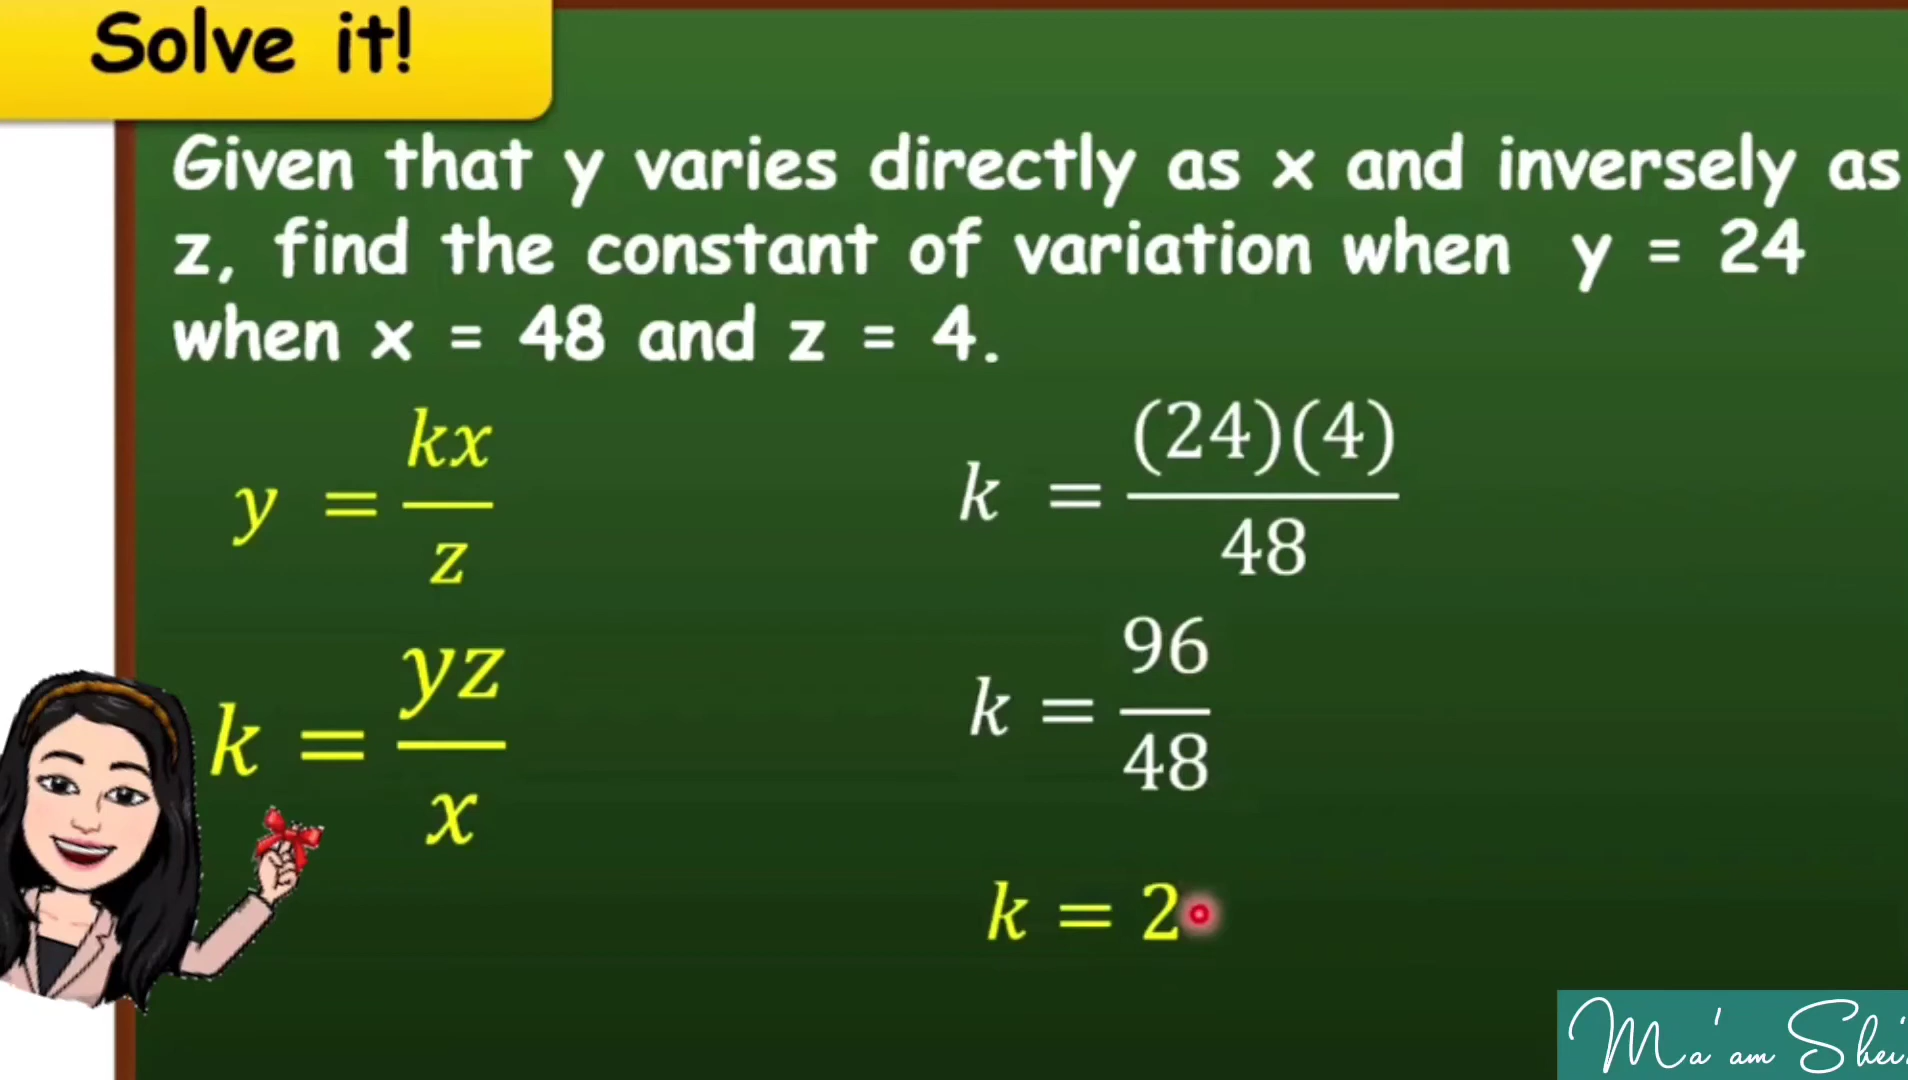 Solve it!
Given that y varies directly as x and inversely as
z, find the constant of variation when y = 24
when x = 48 and z = 4.
y = kx/z
k = yz/x
k = (24)(4)/48
k = 96/48
k = 2
Ma'am